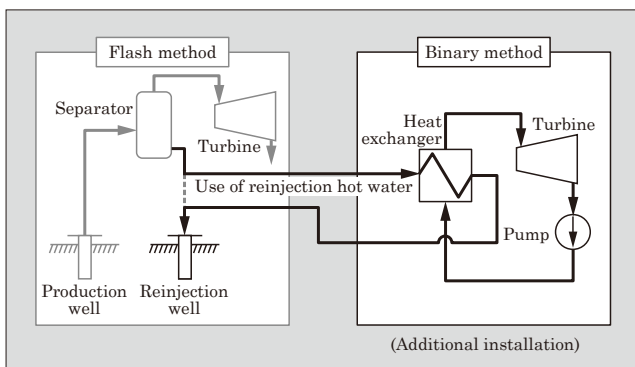 Flash method
Separator
Turbine
Use of reinjection hot water
Production
well
Reinjection
well
Binary method
Heat
exchanger
Turbine
Pump
(Additional installation)